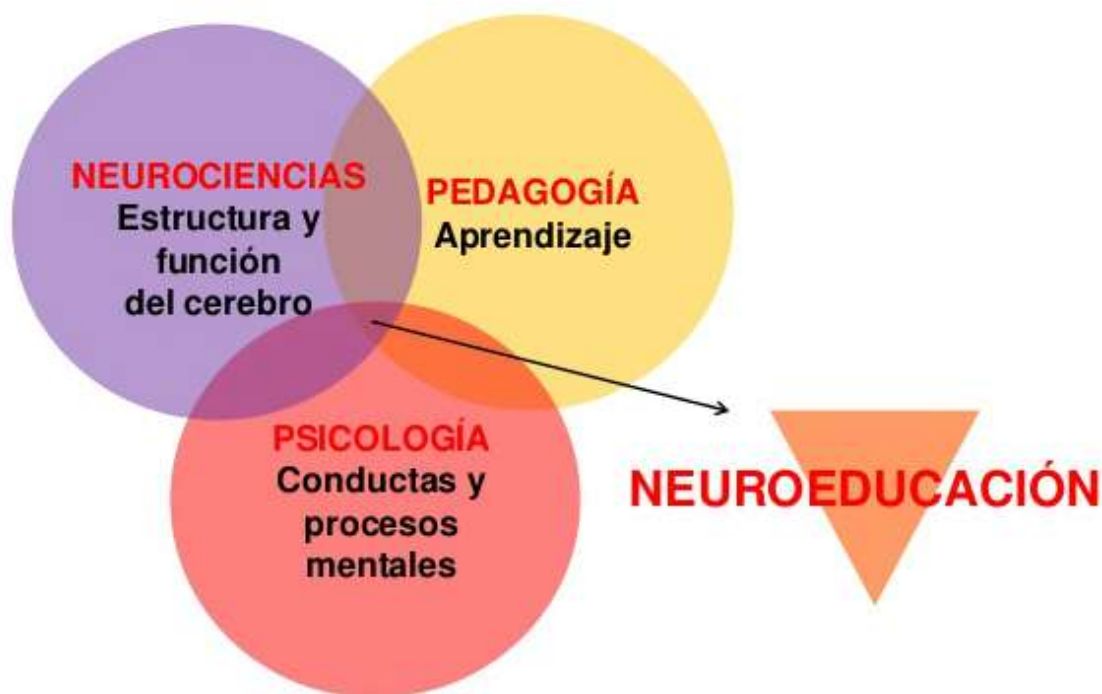 NEUROCIENCIAS
Estructura y
función
del cerebro
PEDAGOGÍA
Aprendizaje
PSICOLOGÍA
Conductas y
procesos
mentales
NEUROEDUCACIÓN